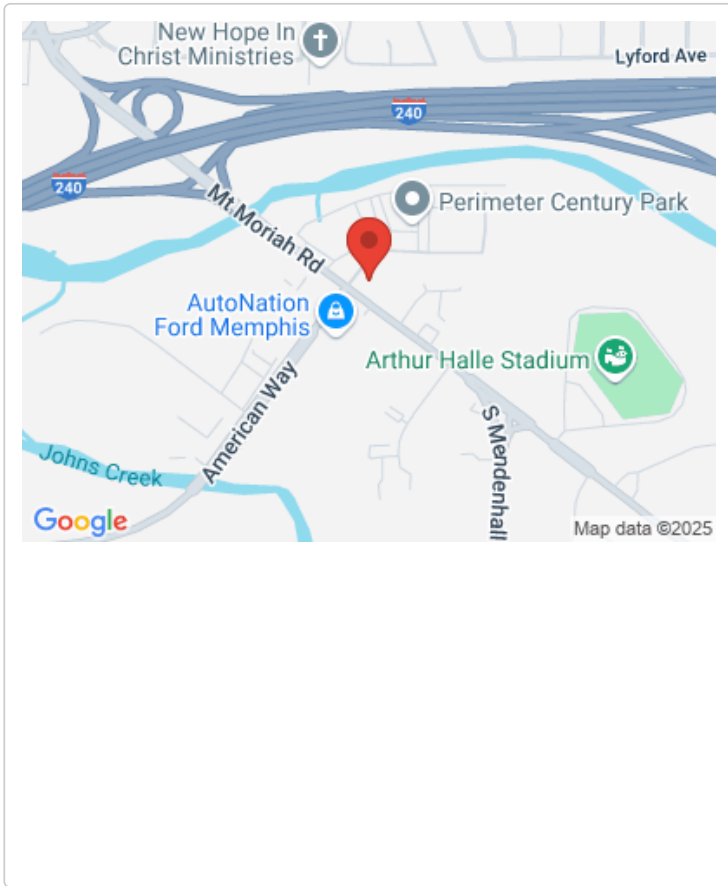 New Hope In
Christ Ministries
Lyford Ave
240
240
Mt Moriah Rd
Perimeter Century Park
AutoNation
Ford Memphis
Arthur Halle Stadium
American Way
S Mendenhall
Johns Creek
Google
Map data ©2025